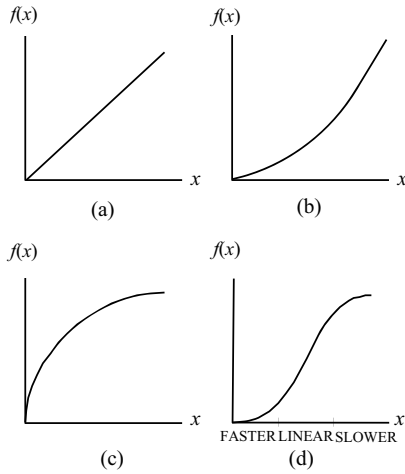 f(x)
x
(a)
f(x)
x
(b)
f(x)
x
(c)
f(x)
x
FASTER LINEAR SLOWER
(d)